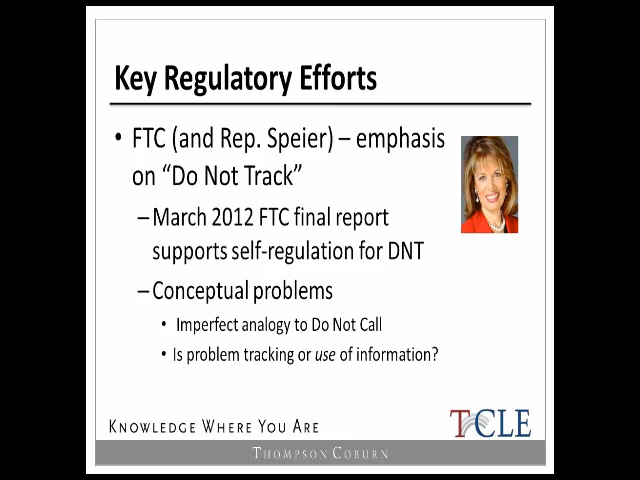 Key Regulatory Efforts
• FTC (and Rep. Speier) – emphasis
on “Do Not Track”
–March 2012 FTC final report
supports self-regulation for DNT
–Conceptual problems
• Imperfect analogy to Do Not Call
• Is problem tracking or use of information?
KNOWLEDGE WHERE YOU ARE
TCCLE
THOMPSON COBURN